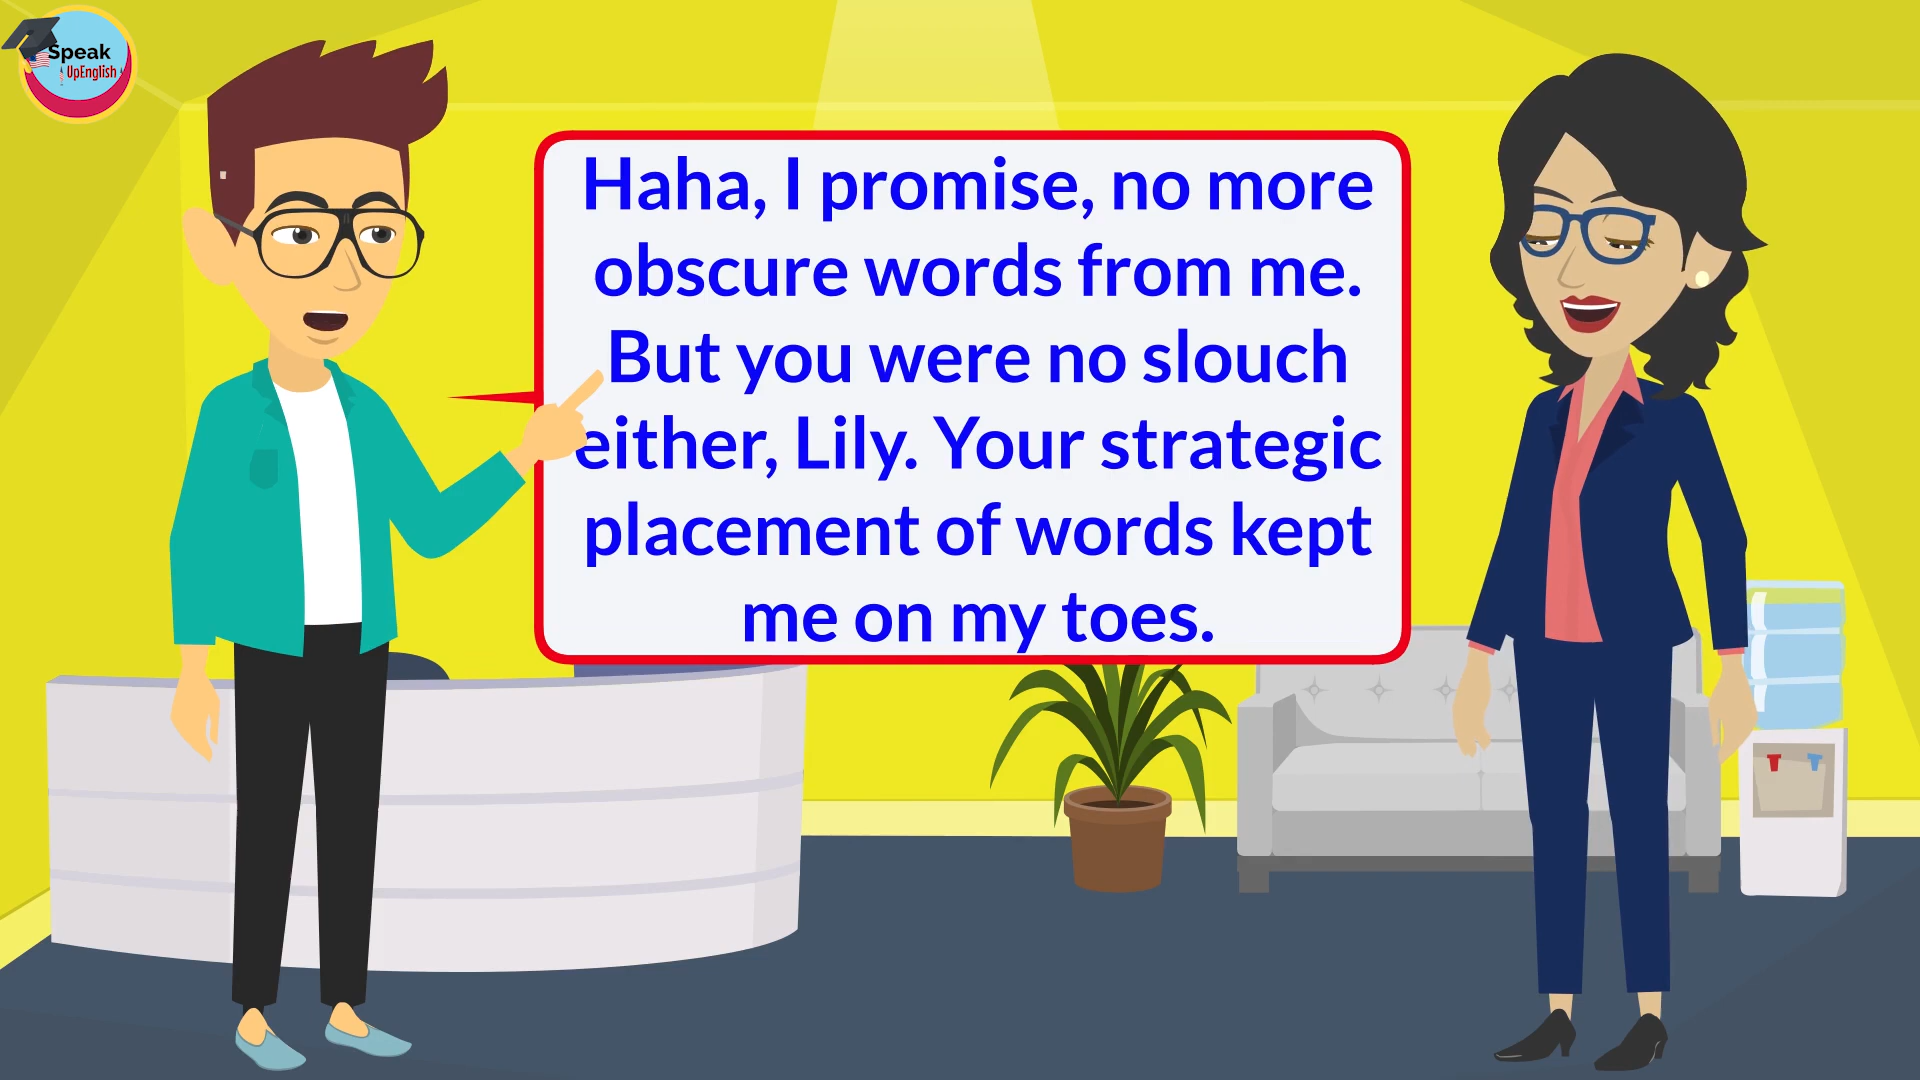 Speak
UpEnglish
Haha, I promise, no more
obscure words from me.
But you were no slouch
either, Lily. Your strategic
placement of words kept
me on my toes.